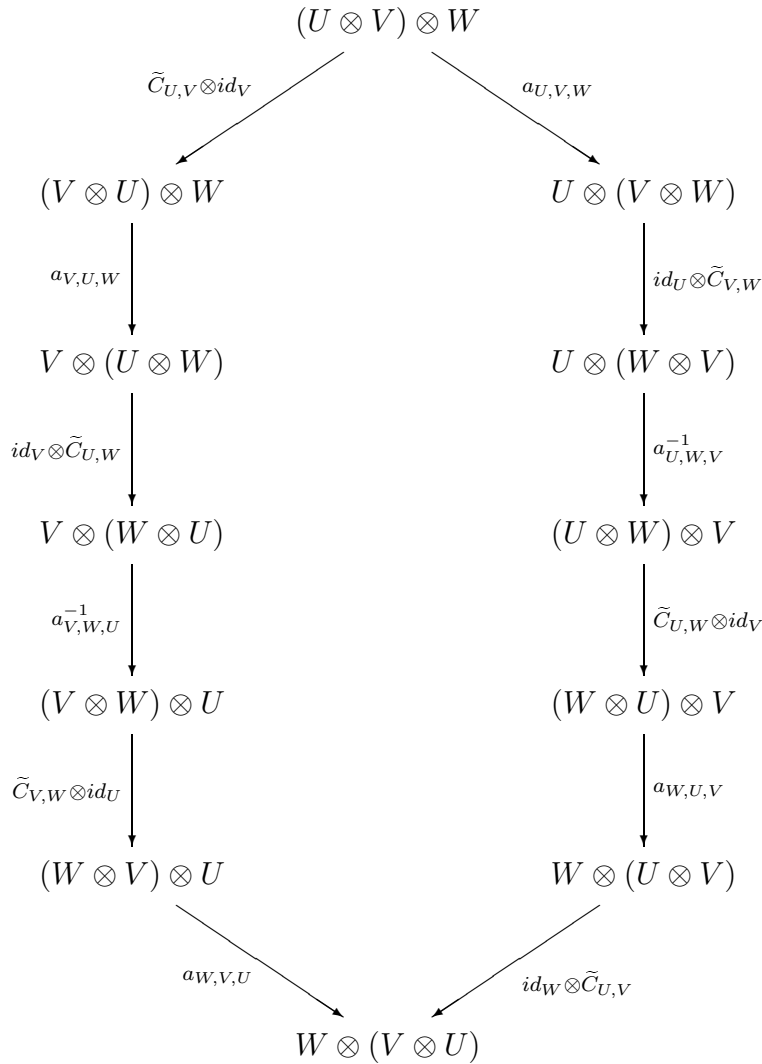 (U ⊗ V) ⊗ W
C̃_{U,V}⊗id_V a_{U,V,W}
(V ⊗ U) ⊗ W U ⊗ (V ⊗ W)
a_{V,U,W} id_U⊗C̃_{V,W}
V ⊗ (U ⊗ W) U ⊗ (W ⊗ V)
id_V⊗C̃_{U,W} a^{-1}_{U,W,V}
V ⊗ (W ⊗ U) (U ⊗ W) ⊗ V
a^{-1}_{V,W,U} C̃_{U,W}⊗id_V
(V ⊗ W) ⊗ U (W ⊗ U) ⊗ V
C̃_{V,W}⊗id_U a_{W,U,V}
(W ⊗ V) ⊗ U W ⊗ (U ⊗ V)
a_{W,V,U} id_W⊗C̃_{U,V}
W ⊗ (V ⊗ U)